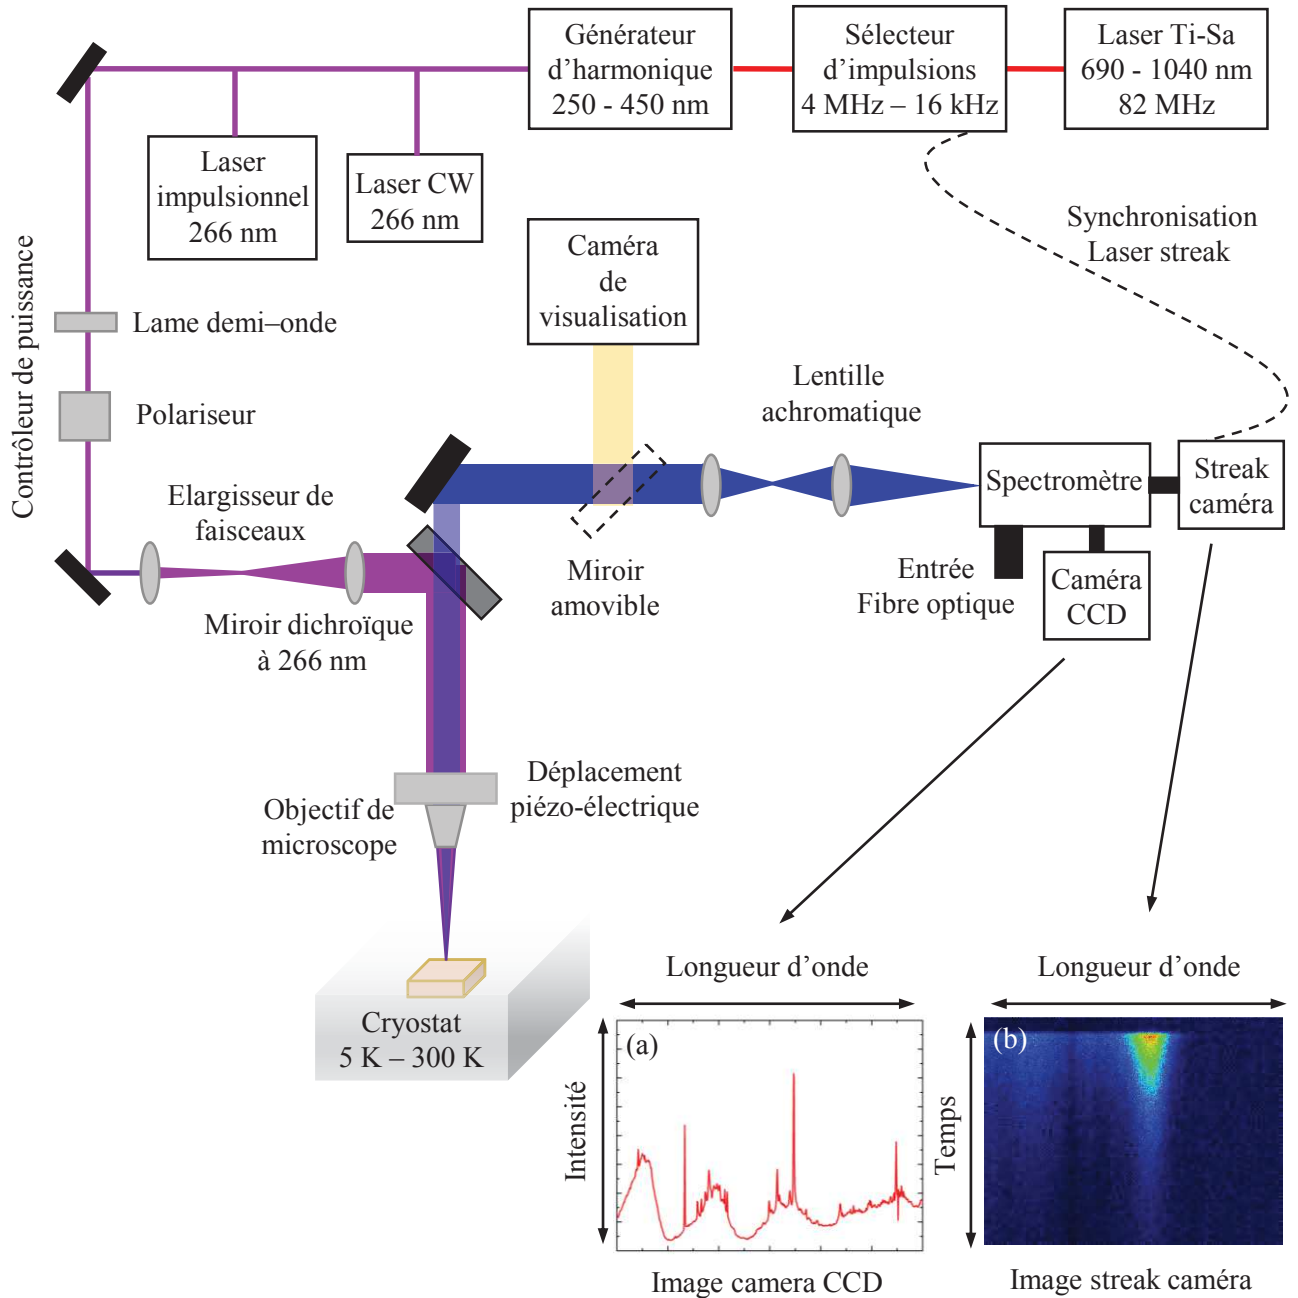 Générateur
d’harmonique
250 - 450 nm
Sélecteur
d’impulsions
4 MHz – 16 kHz
Laser Ti-Sa
690 - 1040 nm
82 MHz
Laser
impulsionnel
266 nm
Laser CW
266 nm
Synchronisation
Laser streak
Caméra
de
visualisation
Contrôleur de puissance
Lame demi–onde
Polariseur
Lentille
achromatique
Elargisseur de
faisceaux
Spectromètre
Streak
caméra
Miroir
amovible
Entrée
Fibre optique
Caméra
CCD
Miroir dichroïque
à 266 nm
Déplacement
piézo-électrique
Objectif de
microscope
Cryostat
5 K – 300 K
Longueur d’onde
Longueur d’onde
(a)
(b)
Intensité
Temps
Image camera CCD
Image streak caméra